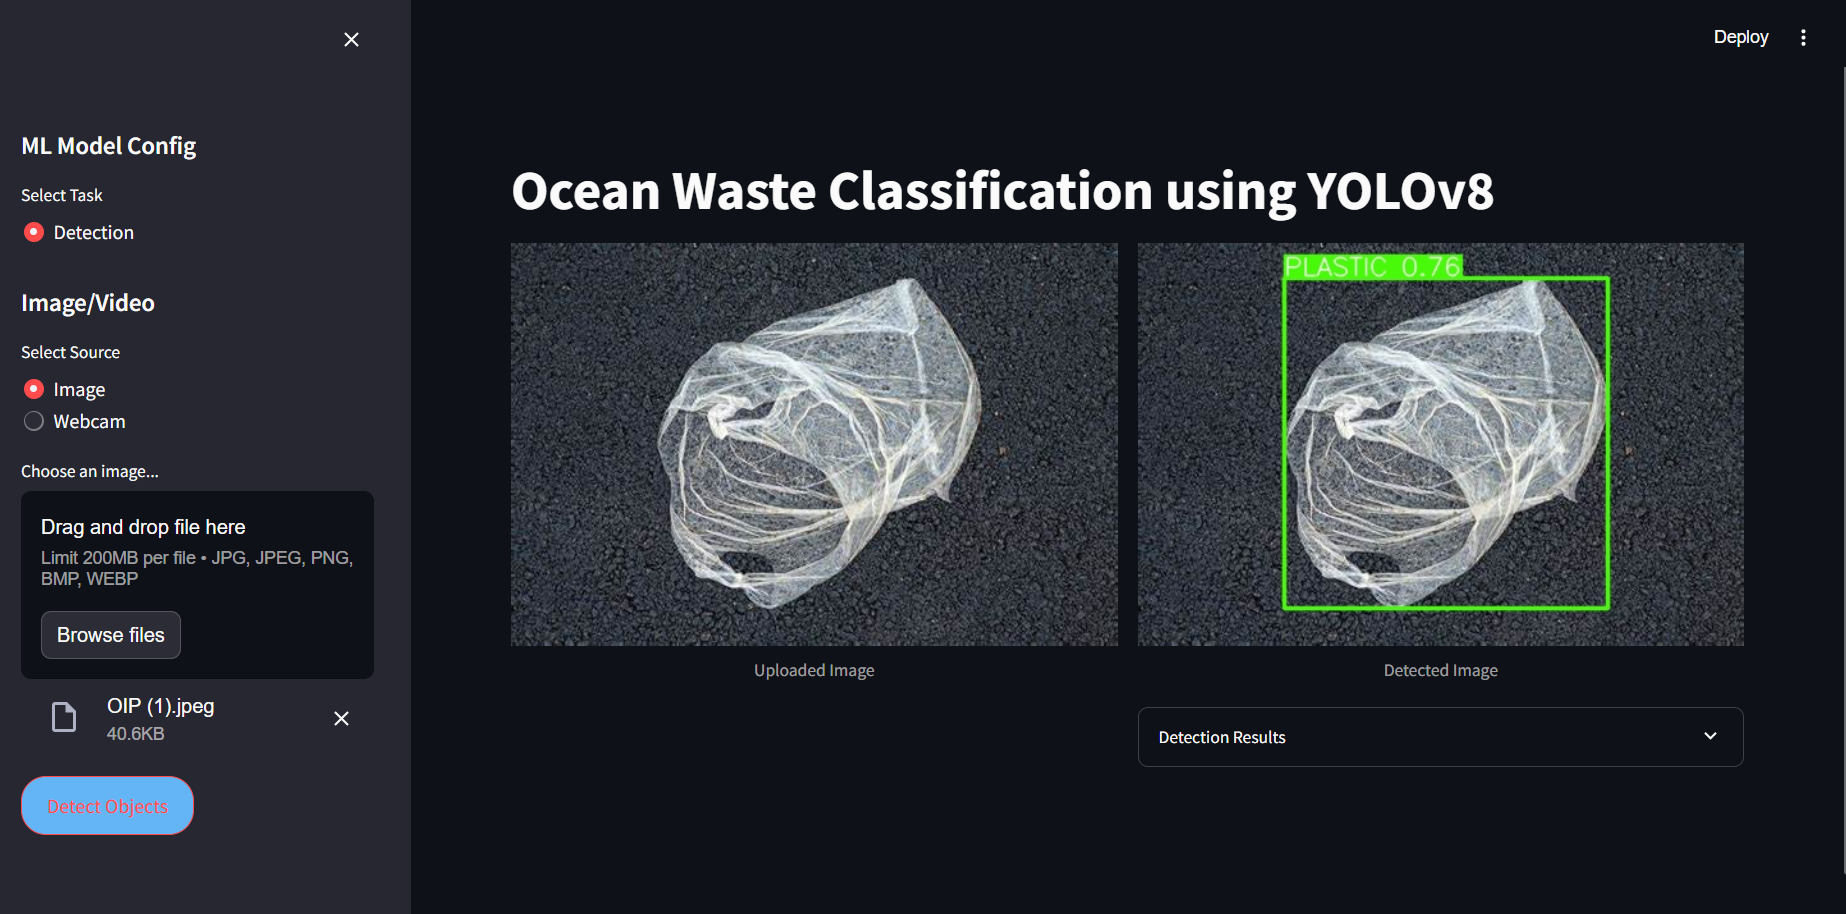 Deploy
ML Model Config
Select Task
Detection
Image/Video
Select Source
Image
Webcam
Choose an image...
Drag and drop file here
Limit 200MB per file • JPG, JPEG, PNG,
BMP, WEBP
Browse files
OIP (1).jpeg
40.6KB
Detect Objects
Ocean Waste Classification using YOLOv8
PLASTIC 0.76
Uploaded Image
Detected Image
Detection Results